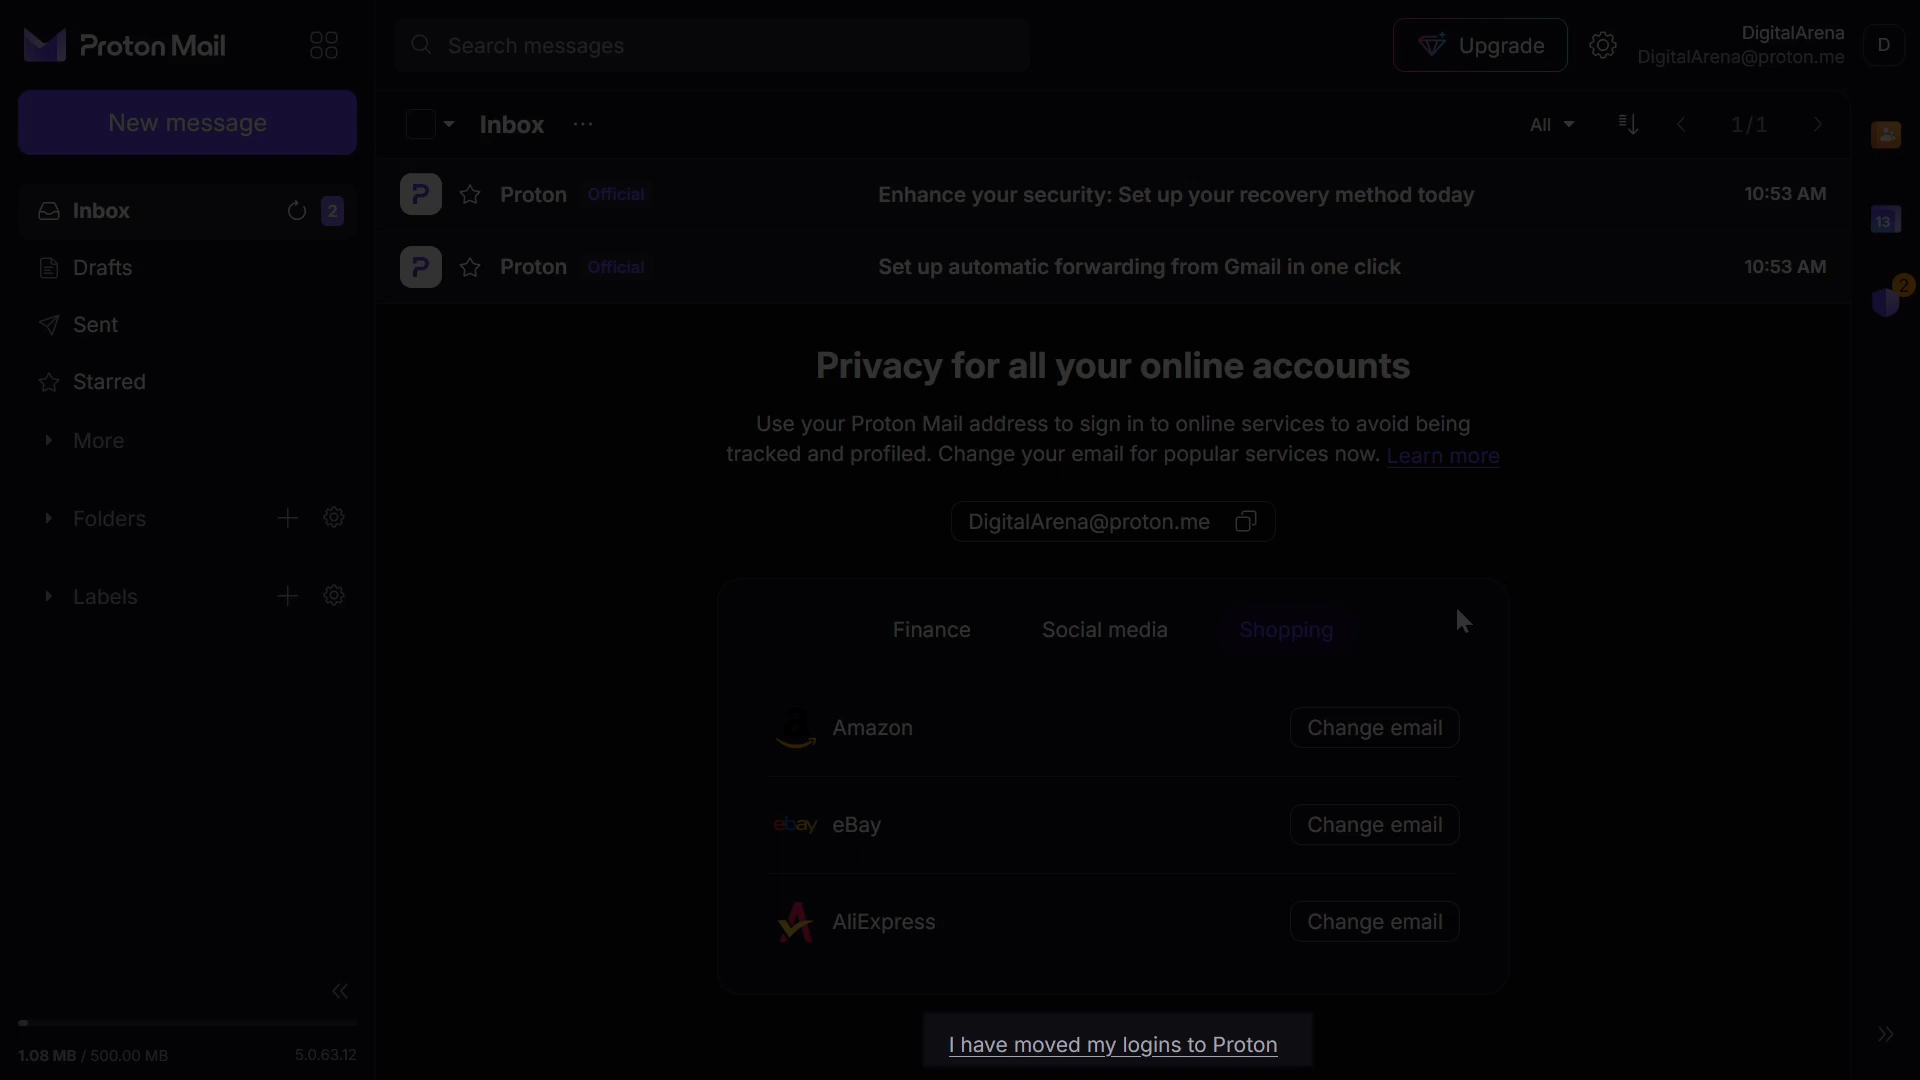 Proton Mail
Search messages
Upgrade
DigitalArena
DigitalArena@proton.me
D
New message
Inbox
All
1/1
Inbox
2
Proton Official Enhance your security: Set up your recovery method today 10:53 AM
13
Drafts
Proton Official Set up automatic forwarding from Gmail in one click 10:53 AM
2
Sent
Starred
More
Folders
Labels
Privacy for all your online accounts
Use your Proton Mail address to sign in to online services to avoid being
tracked and profiled. Change your email for popular services now. Learn more
DigitalArena@proton.me
Finance Social media Shopping
Amazon Change email
ebay eBay Change email
AliExpress Change email
I have moved my logins to Proton
1.08 MB / 500.00 MB 5.0.63.12